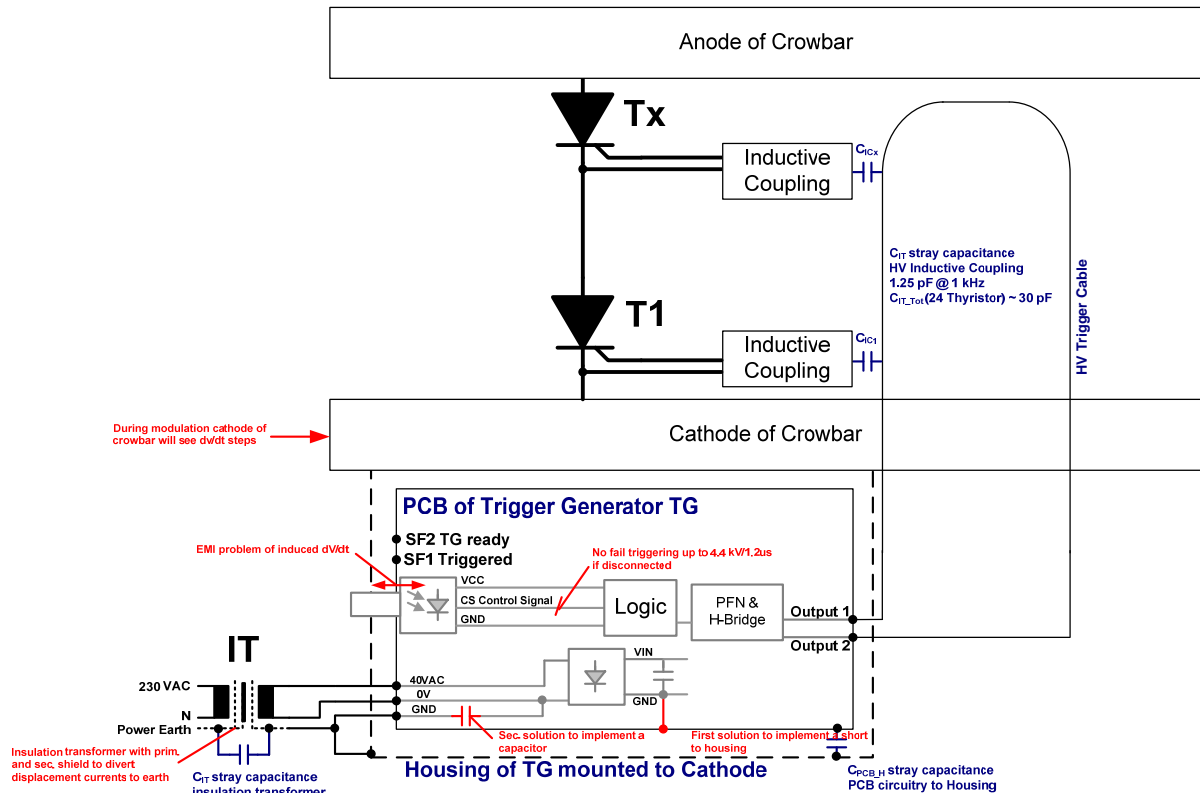 Anode of Crowbar
Tx
Inductive
Coupling
CICx
CIT stray capacitance
HV Inductive Coupling
1.25 pF @ 1 kHz
CIT_Tot (24 Thyristor) ~ 30 pF
HV Trigger Cable
T1
Inductive
Coupling
CIC1
During modulation cathode of
crowbar will see dv/dt steps
Cathode of Crowbar
PCB of Trigger Generator TG
SF2 TG ready
SF1 Triggered
EMI problem of induced dV/dt
No fail triggering up to 4.4 kV/1.2us
if disconnected
VCC
CS Control Signal
GND
Logic
PFN &
H-Bridge
Output 1
Output 2
IT
230 VAC
N
Power Earth
40VAC
0V
GND
VIN
GND
Insulation transformer with prim.
and sec. shield to divert
displacement currents to earth
Sec. solution to implement a
capacitor
First solution to implement a short
to housing
CIT stray capacitance
insulation transformer
Housing of TG mounted to Cathode
CPCB_H stray capacitance
PCB circuitry to Housing